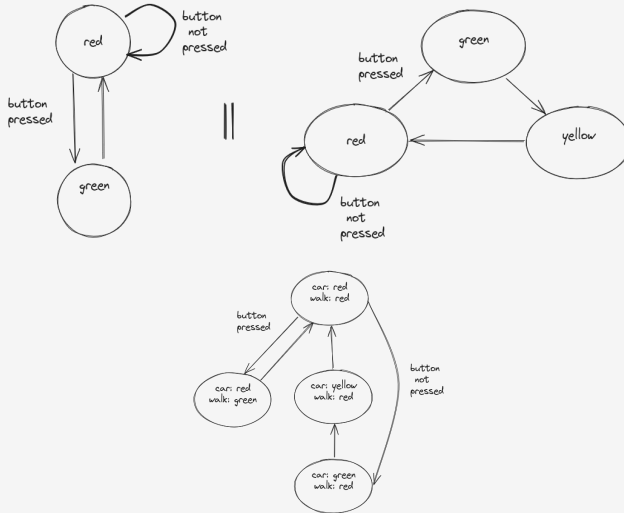 red
button
not
pressed
button
pressed
green
green
button
pressed
red
yellow
button
not
pressed
car: red
walk: red
button
pressed
car: red
walk: green
car: yellow
walk: red
button
not
pressed
car: green
walk: red